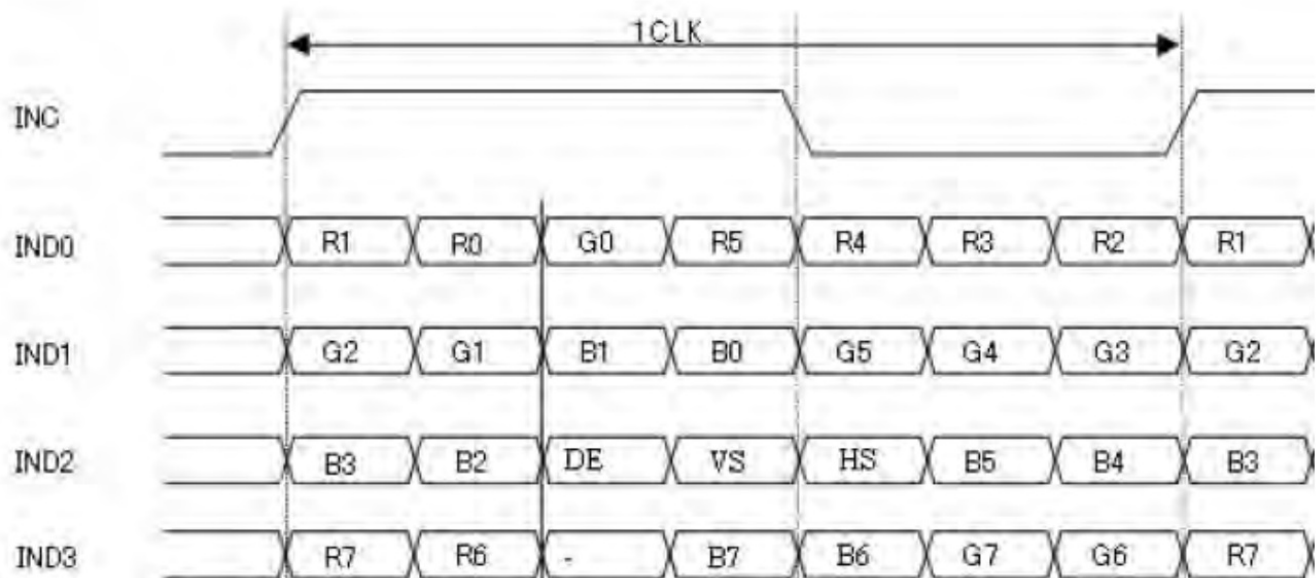 1CLK
INC
IND0 R1 R0 G0 R5 R4 R3 R2 R1
IND1 G2 G1 B1 B0 G5 G4 G3 G2
IND2 B3 B2 DE VS HS B5 B4 B3
IND3 R7 R6 - B7 B6 G7 G6 R7